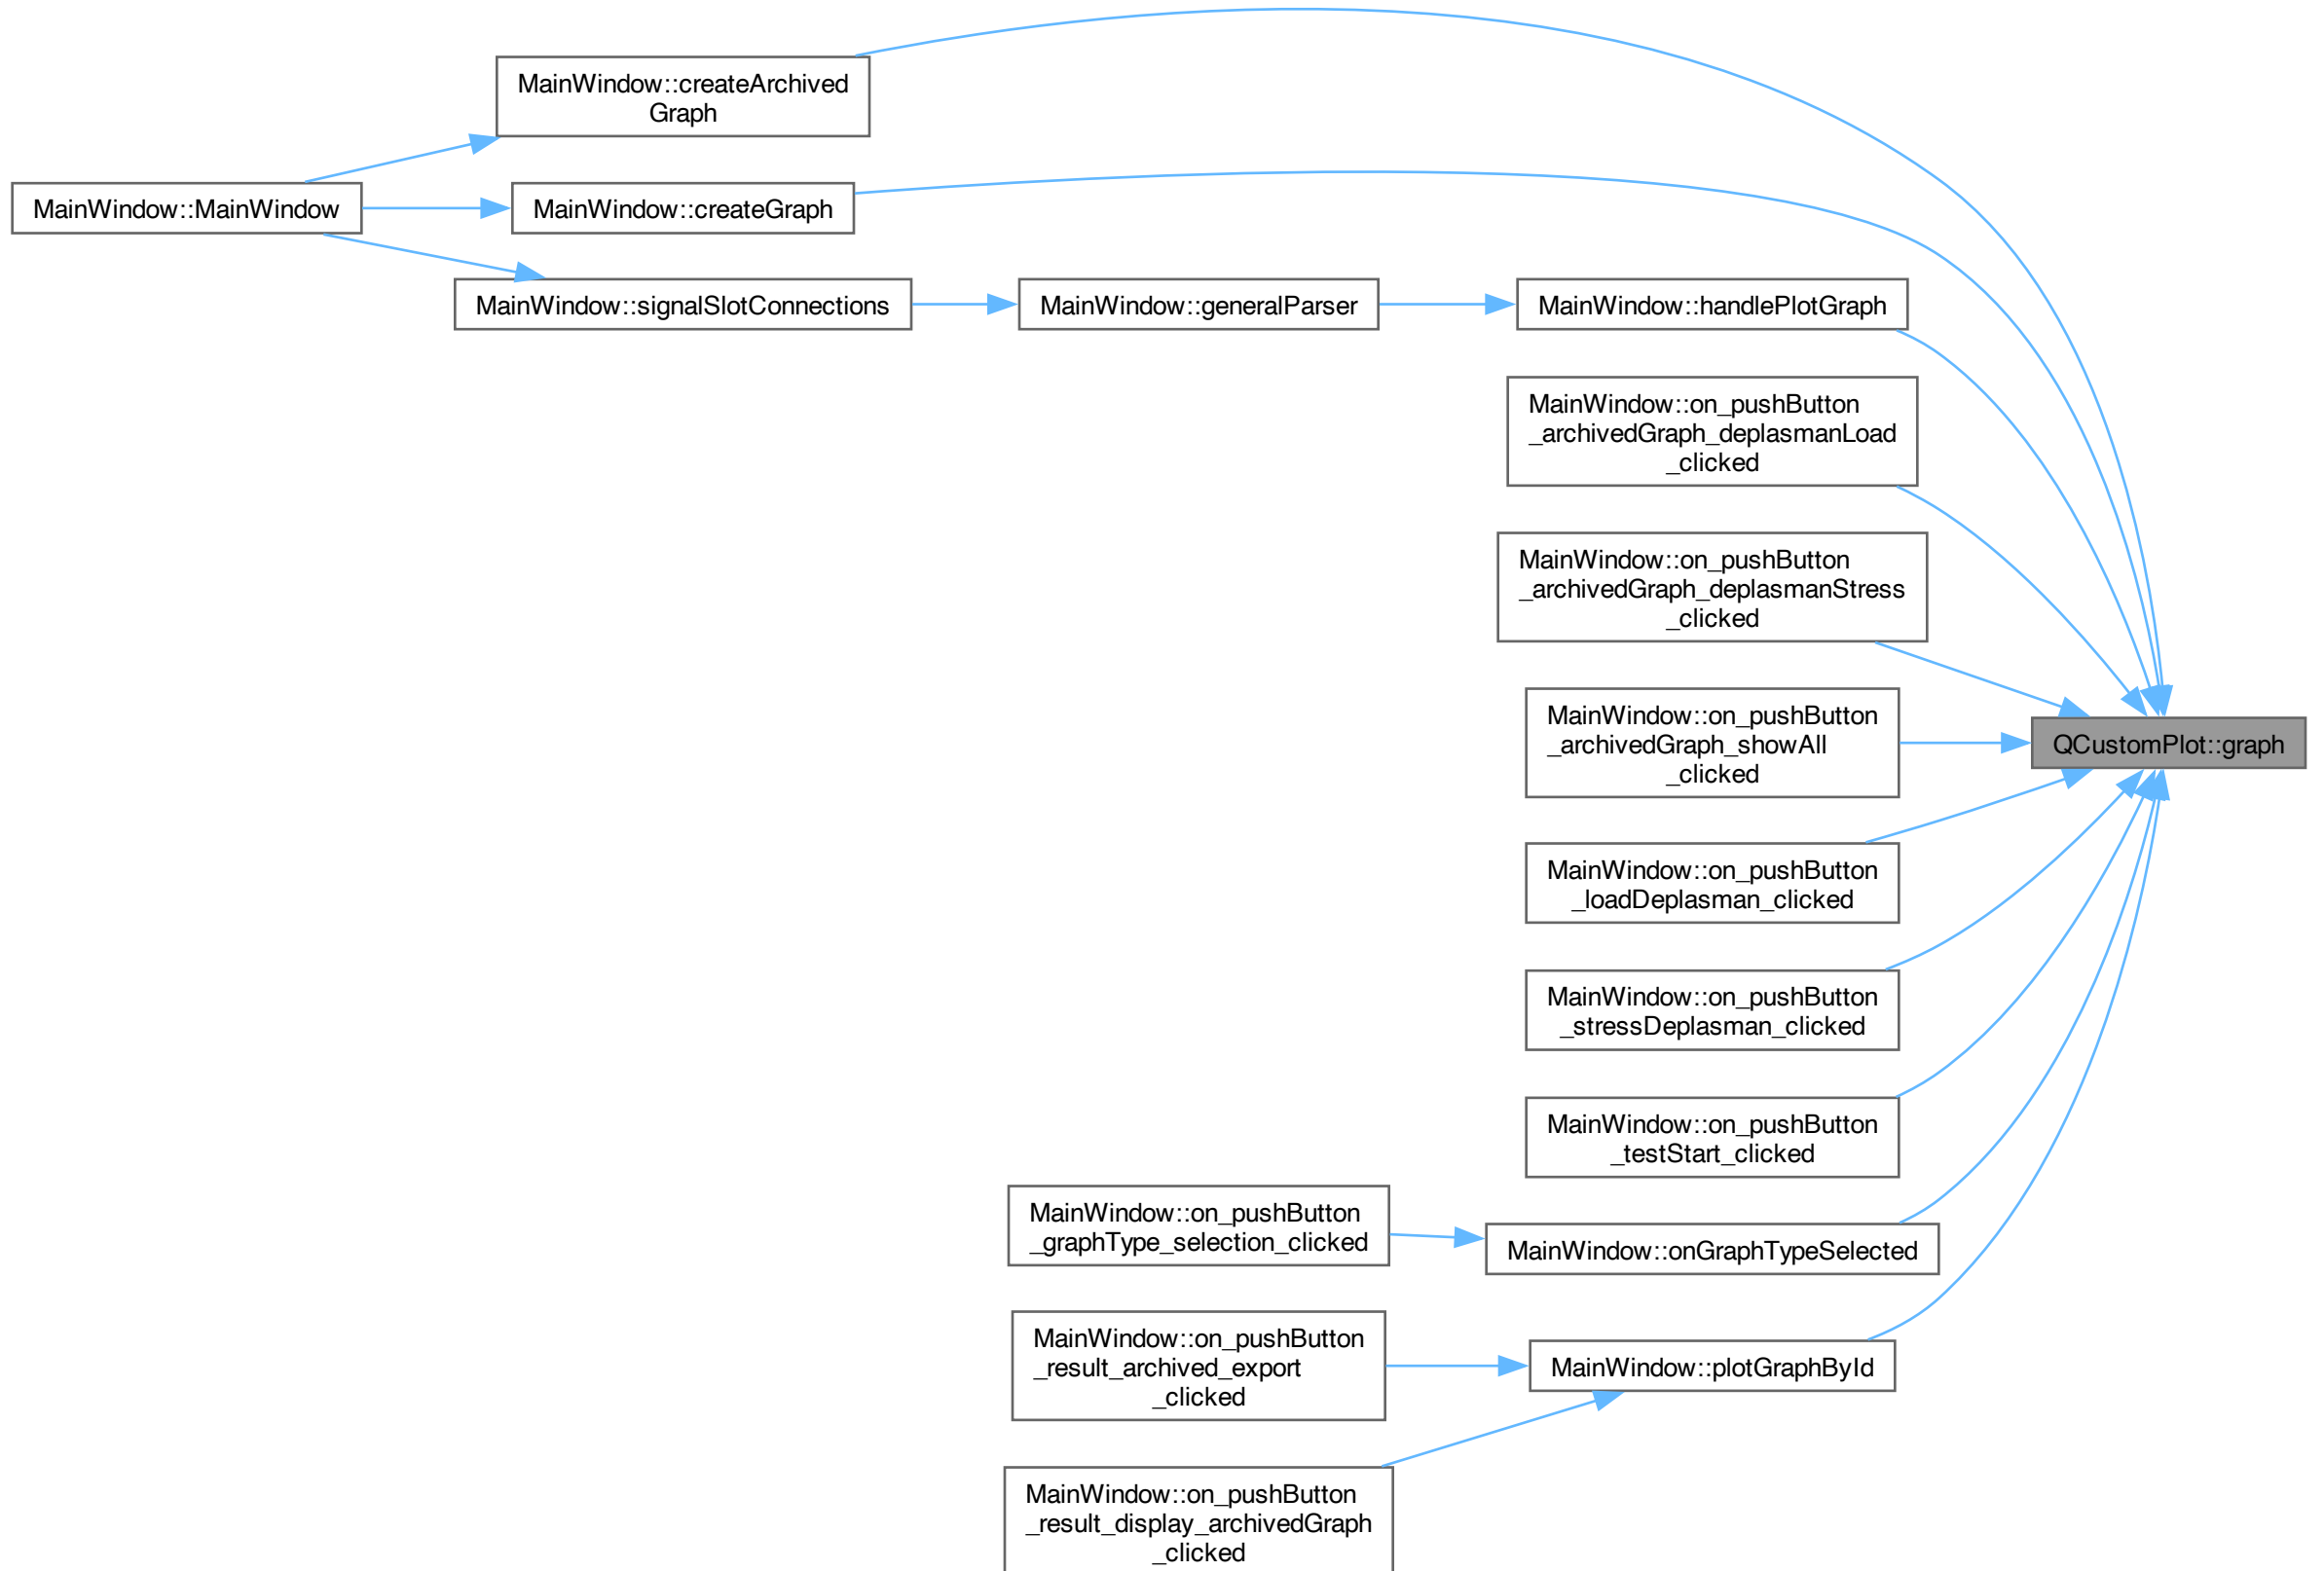 MainWindow::createArchived
Graph
MainWindow::MainWindow
MainWindow::createGraph
MainWindow::signalSlotConnections
MainWindow::generalParser
MainWindow::handlePlotGraph
MainWindow::on_pushButton
_archivedGraph_deplasmanLoad
_clicked
MainWindow::on_pushButton
_archivedGraph_deplasmanStress
_clicked
MainWindow::on_pushButton
_archivedGraph_showAll
_clicked
QCustomPlot::graph
MainWindow::on_pushButton
_loadDeplasman_clicked
MainWindow::on_pushButton
_stressDeplasman_clicked
MainWindow::on_pushButton
_testStart_clicked
MainWindow::on_pushButton
_graphType_selection_clicked
MainWindow::onGraphTypeSelected
MainWindow::on_pushButton
_result_archived_export
_clicked
MainWindow::plotGraphById
MainWindow::on_pushButton
_result_display_archivedGraph
_clicked